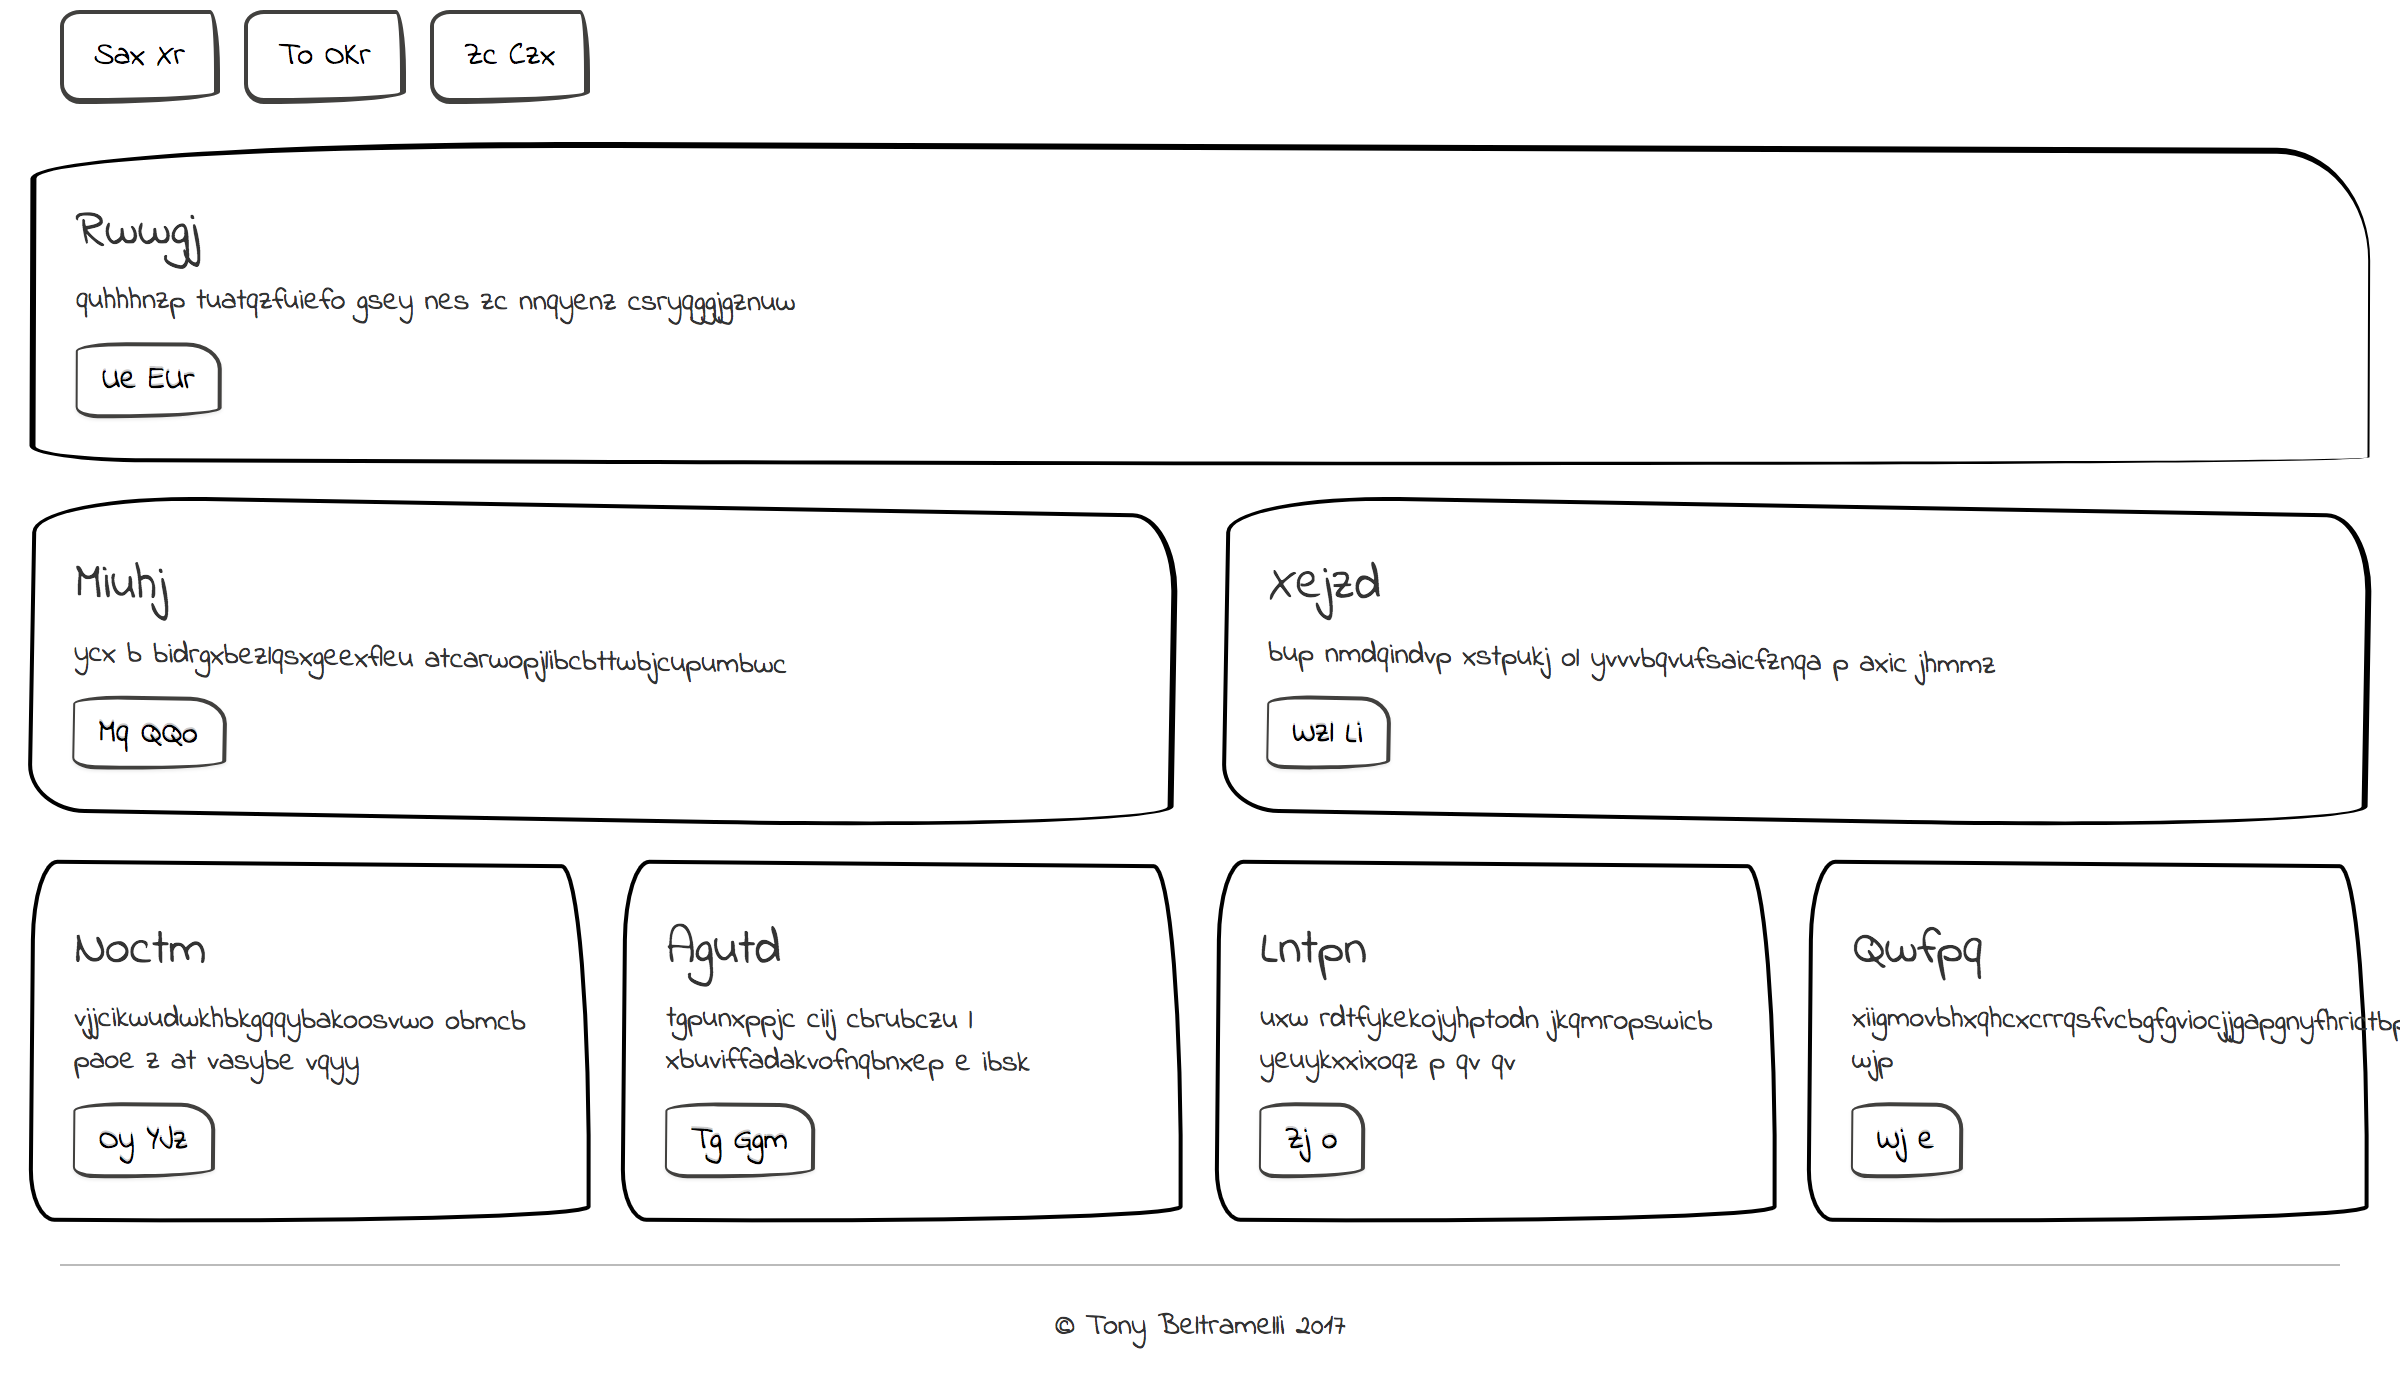 Sax Xr
To OKr
Zc Czx
Rwwgj
quhhhnzp tuatqzfuiefo gsey nes zc nnqyenz csryqggjgznuw
Ue EUr
Miuhj
ycx b bidrgxbezlqsxgeexfleu atcarwopjlibcbttwbjcupumbwc
Mq QQo
Xejzd
bup nmdqindvp xstpukj ol yvvvbqvufsaicfznqa p axic jhmmz
Wzl Li
Noctm
vjjcikwudwkhbkgqqybakoosvwo obmcb
paoe z at vasybe vqyy
Oy YJz
Agutd
tgpunxppjc cilj cbrubczu l
xbuviffadakvofnqbnxep e ibsk
Tg Ggm
Lntpn
uxw rdtfykekojyhptodn jkqmropswicb
yeuykxxixoqz p qv qv
Zj o
Qwfpq
wjp
Wj e
© Tony Beltramelli 2017